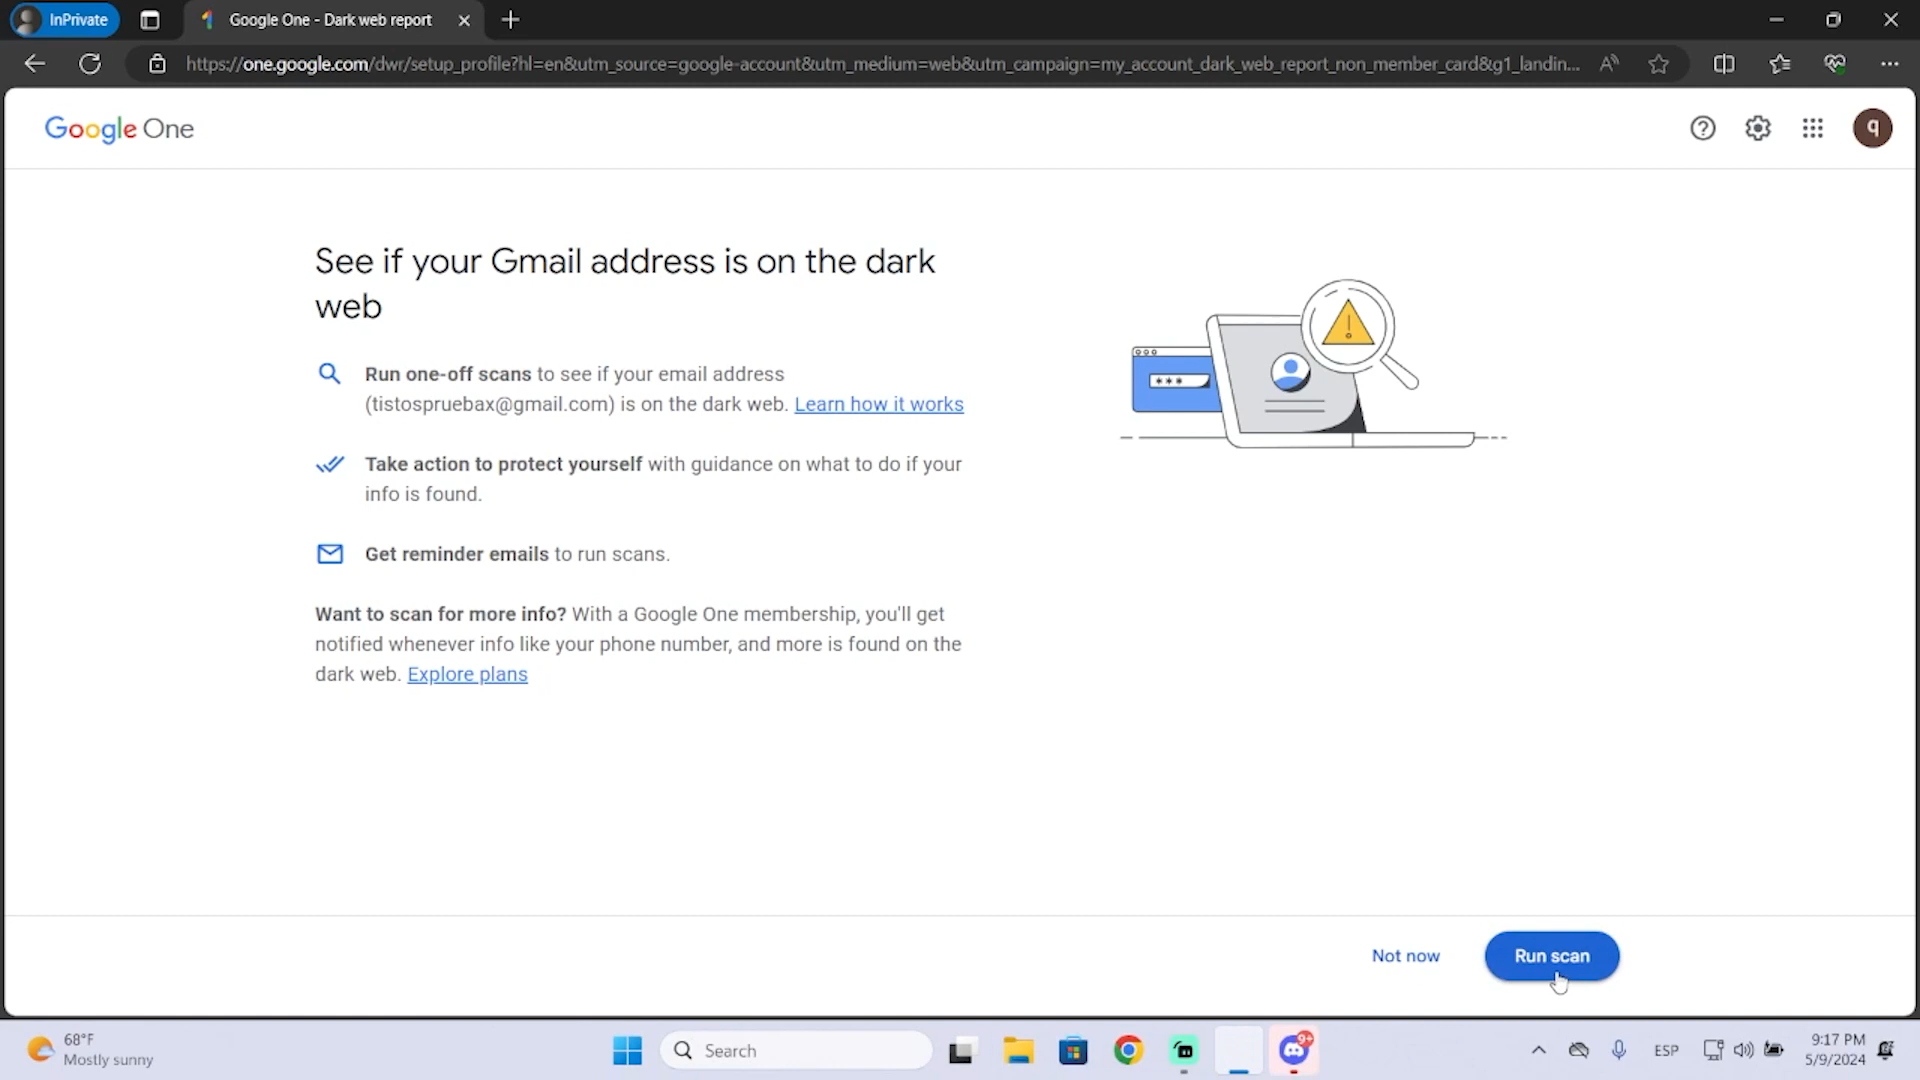 InPrivate
Google One - Dark web report
https://one.google.com/dwr/setup_profile?hl=en&utm_source=google-account&utm_medium=web&utm_campaign=my_account_dark_web_report_non_member_card&g1_landin...
Google One
q
See if your Gmail address is on the dark
web
Run one-off scans to see if your email address
(tistospruebax@gmail.com) is on the dark web. Learn how it works
***
Take action to protect yourself with guidance on what to do if your
info is found.
Get reminder emails to run scans.
Want to scan for more info? With a Google One membership, you'll get
notified whenever info like your phone number, and more is found on the
dark web. Explore plans
Not now
Run scan
68°F
Mostly sunny
Search
9+
ESP
9:17 PM
5/9/2024